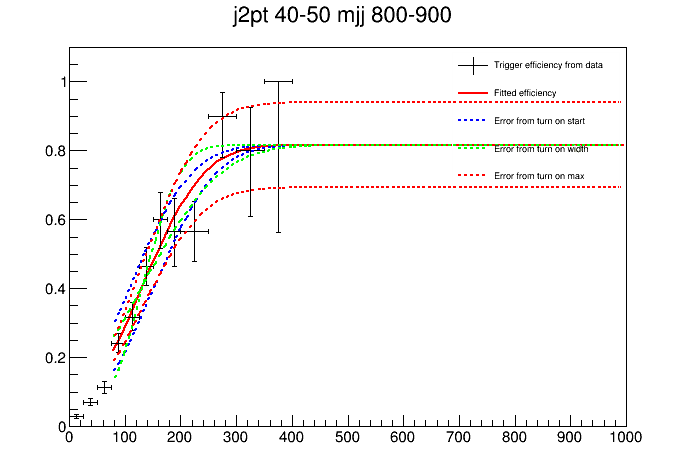 j2pt 40-50 mjj 800-900
Trigger efficiency from data
Fitted efficiency
Error from turn on start
Error from turn on width
Error from turn on max
1
0.8
0.6
0.4
0.2
0
0 100 200 300 400 500 600 700 800 900 1000